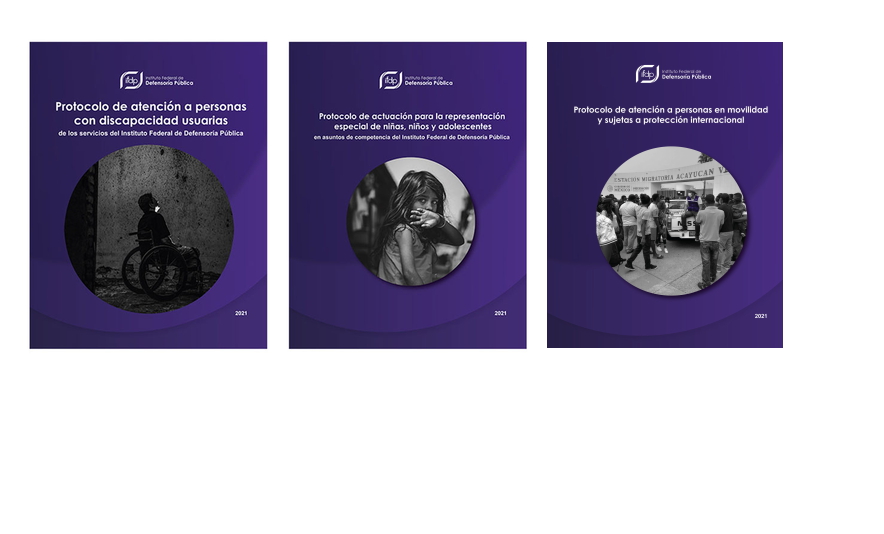 ifdp
Instituto Federal de
Defensoría Pública
Protocolo de atención a personas
con discapacidad usuarias
de los servicios del Instituto Federal de Defensoría Pública
2021
ifdp
Instituto Federal de
Defensoría Pública
Protocolo de actuación para la representación
especial de niñas, niños y adolescentes
en asuntos de competencia del Instituto Federal de Defensoría Pública
2021
ifdp
Instituto Federal de
Defensoría Pública
Protocolo de atención a personas en movilidad
y sujetas a protección internacional
ESTACIÓN MIGRATORIA ACAYUCAN
2021